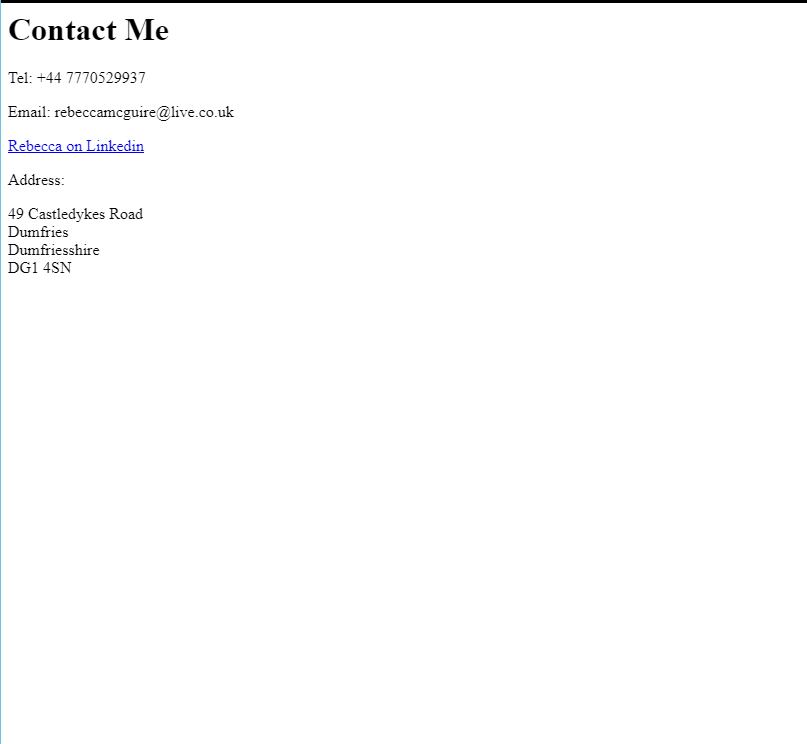 Contact Me
Tel: +44 7770529937
Email: rebeccamcguire@live.co.uk
Rebecca on Linkedin
Address:
49 Castledykes Road
Dumfries
Dumfriesshire
DG1 4SN